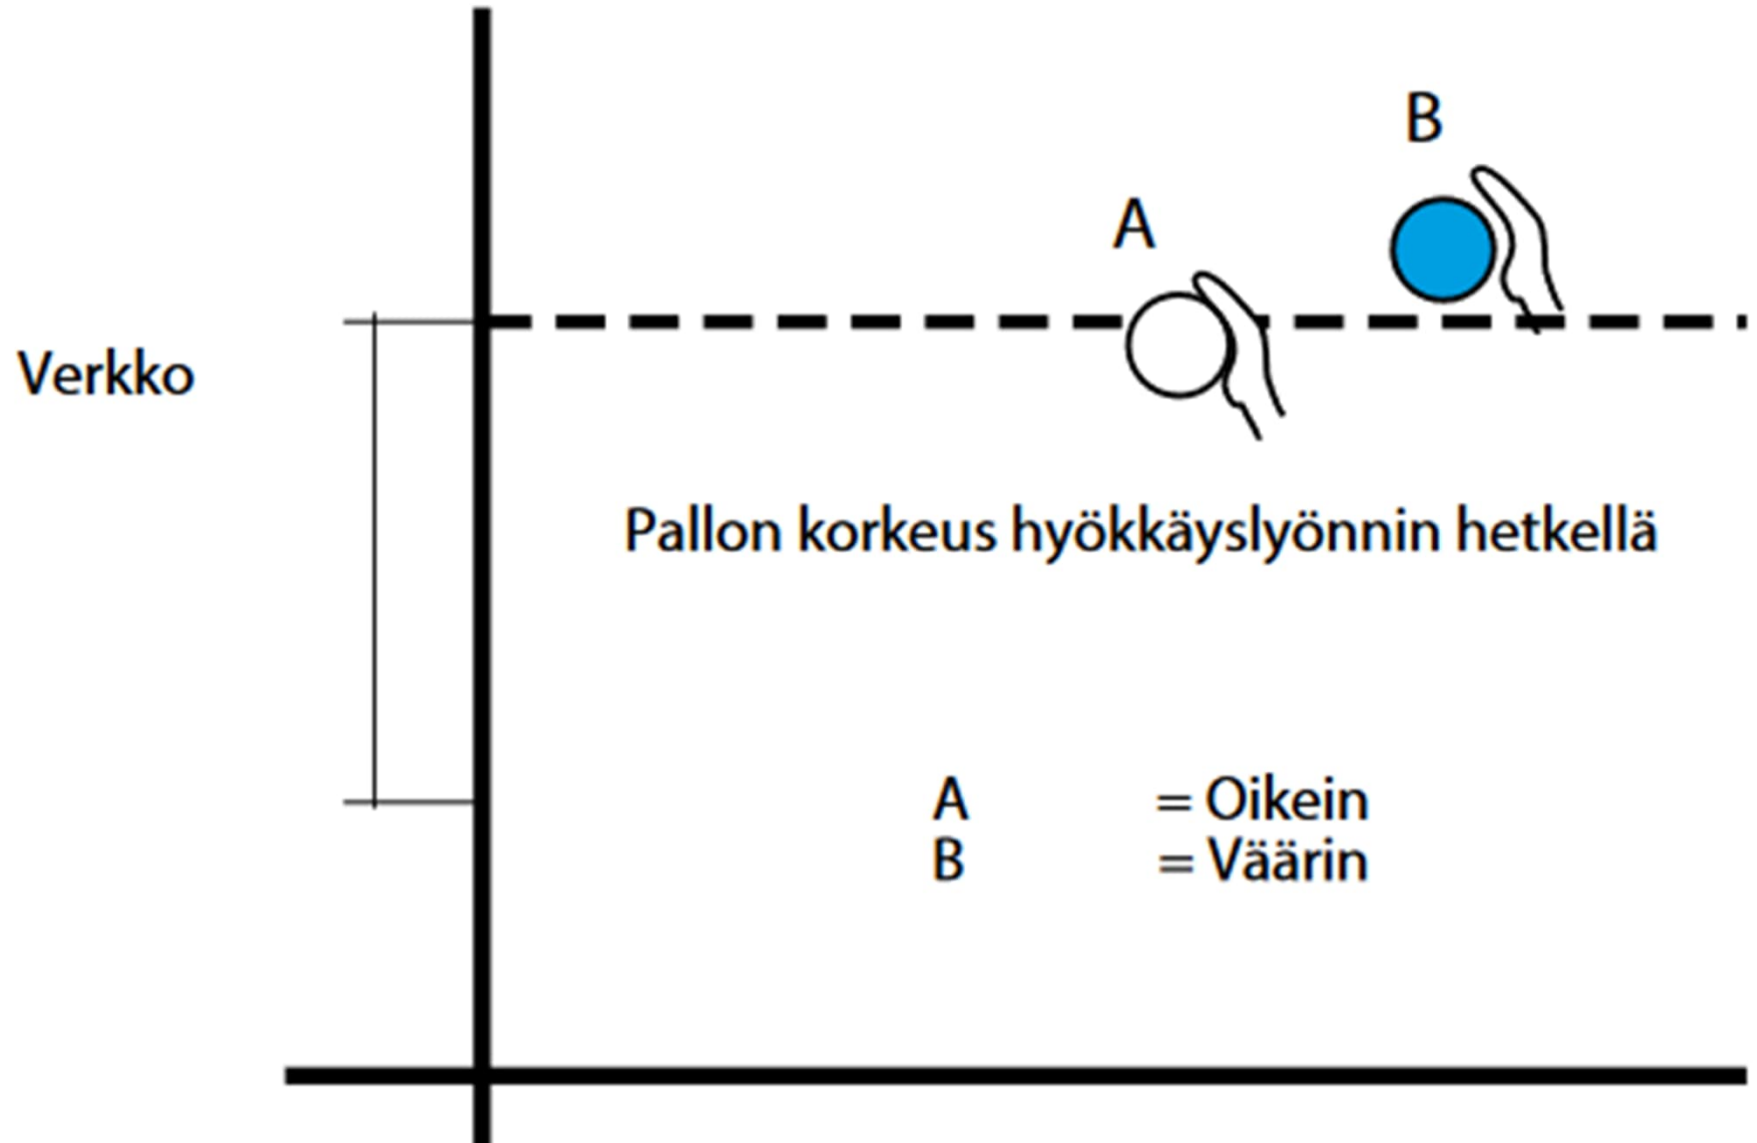 B
A
Verkko
Pallon korkeus hyökkäyslyönnin hetkellä
A = Oikein
B = Väärin